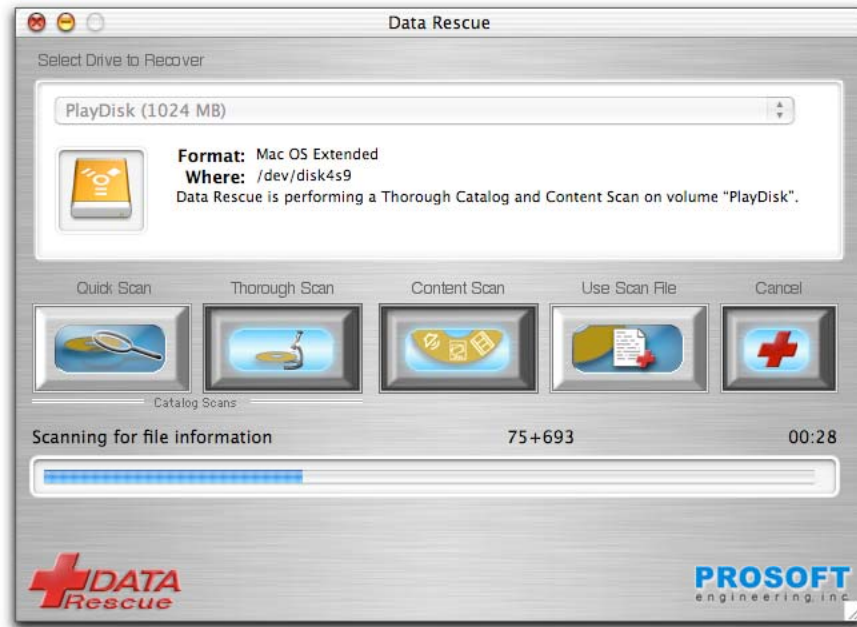 Data Rescue
Select Drive to Recover
PlayDisk (1024 MB)
Format: Mac OS Extended
Where: /dev/disk4s9
Data Rescue is performing a Thorough Catalog and Content Scan on volume “PlayDisk”.
Quick Scan Thorough Scan Content Scan Use Scan File Cancel
Catalog Scans
Scanning for file information 75+693 00:28
DATA PROSOFT
Rescue engineering, inc